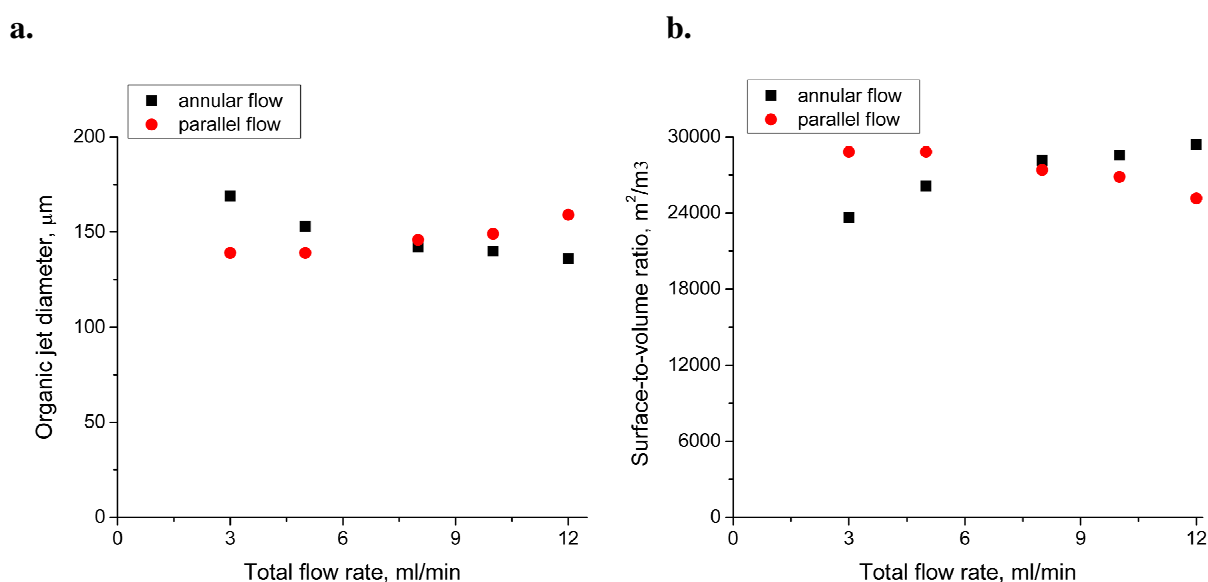 a.
annular flow
parallel flow
200
150
100
50
0
0 3 6 9 12
Organic jet diameter, μm
Total flow rate, ml/min
b.
annular flow
parallel flow
30000
24000
18000
12000
6000
0
0 3 6 9 12
Surface-to-volume ratio, m²/m3
Total flow rate, ml/min